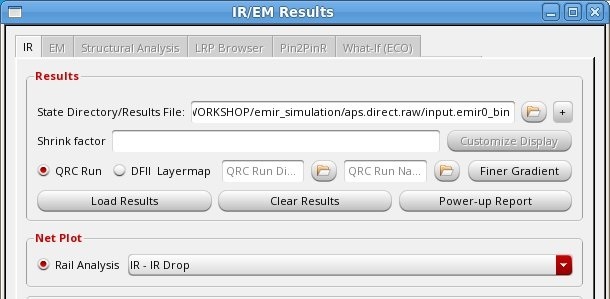 IR/EM Results
IR EM Structural Analysis LRP Browser Pin2PinR What-If (ECO)
Results
State Directory/Results File: /ORKSHOP/emir_simulation/aps.direct.raw/input.emir0_bin +
Shrink factor Customize Display
QRC Run DFII Layermap QRC Run Di... QRC Run Na... Finer Gradient
Load Results Clear Results Power-up Report
Net Plot
Rail Analysis IR - IR Drop